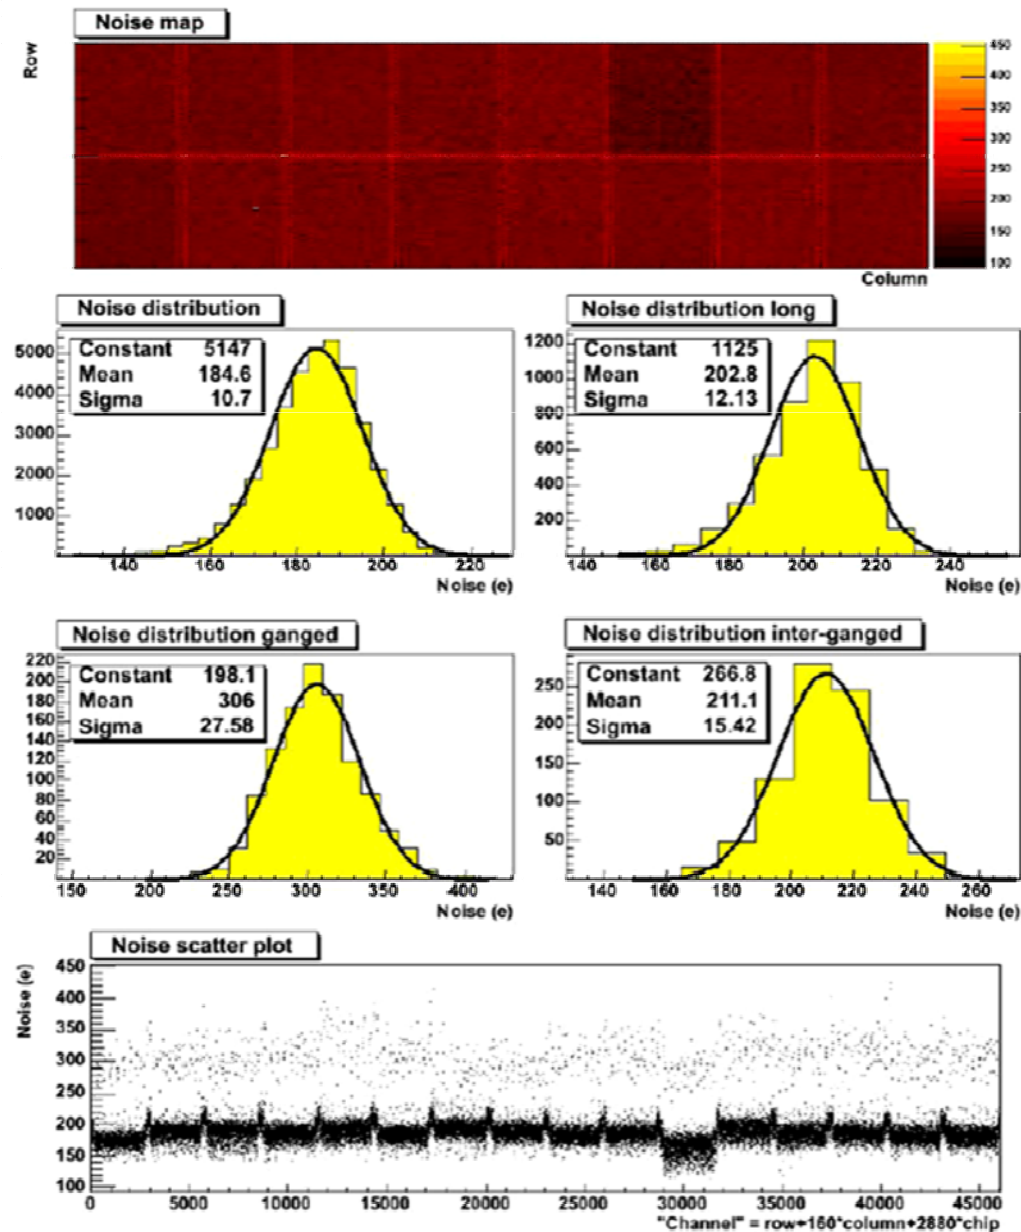 Noise map
Row
450
400
350
300
250
200
150
100
Column
Noise distribution
Constant 5147
Mean 184.6
Sigma 10.7
5000
4000
3000
2000
1000
140 160 180 200 220
Noise (e)
Noise distribution long
Constant 1125
Mean 202.8
Sigma 12.13
1200
1000
800
600
400
200
140 160 180 200 220 240
Noise (e)
Noise distribution ganged
Constant 198.1
Mean 306
Sigma 27.58
220
200
180
160
140
120
100
80
60
40
20
150 200 250 300 350 400
Noise (e)
Noise distribution inter-ganged
Constant 266.8
Mean 211.1
Sigma 15.42
250
200
150
100
50
140 160 180 200 220 240 260
Noise (e)
Noise scatter plot
Noise (e)
450
400
350
300
250
200
150
100
0 5000 10000 15000 20000 25000 30000 35000 40000 45000
"Channel" = row+160*column+2880*chip